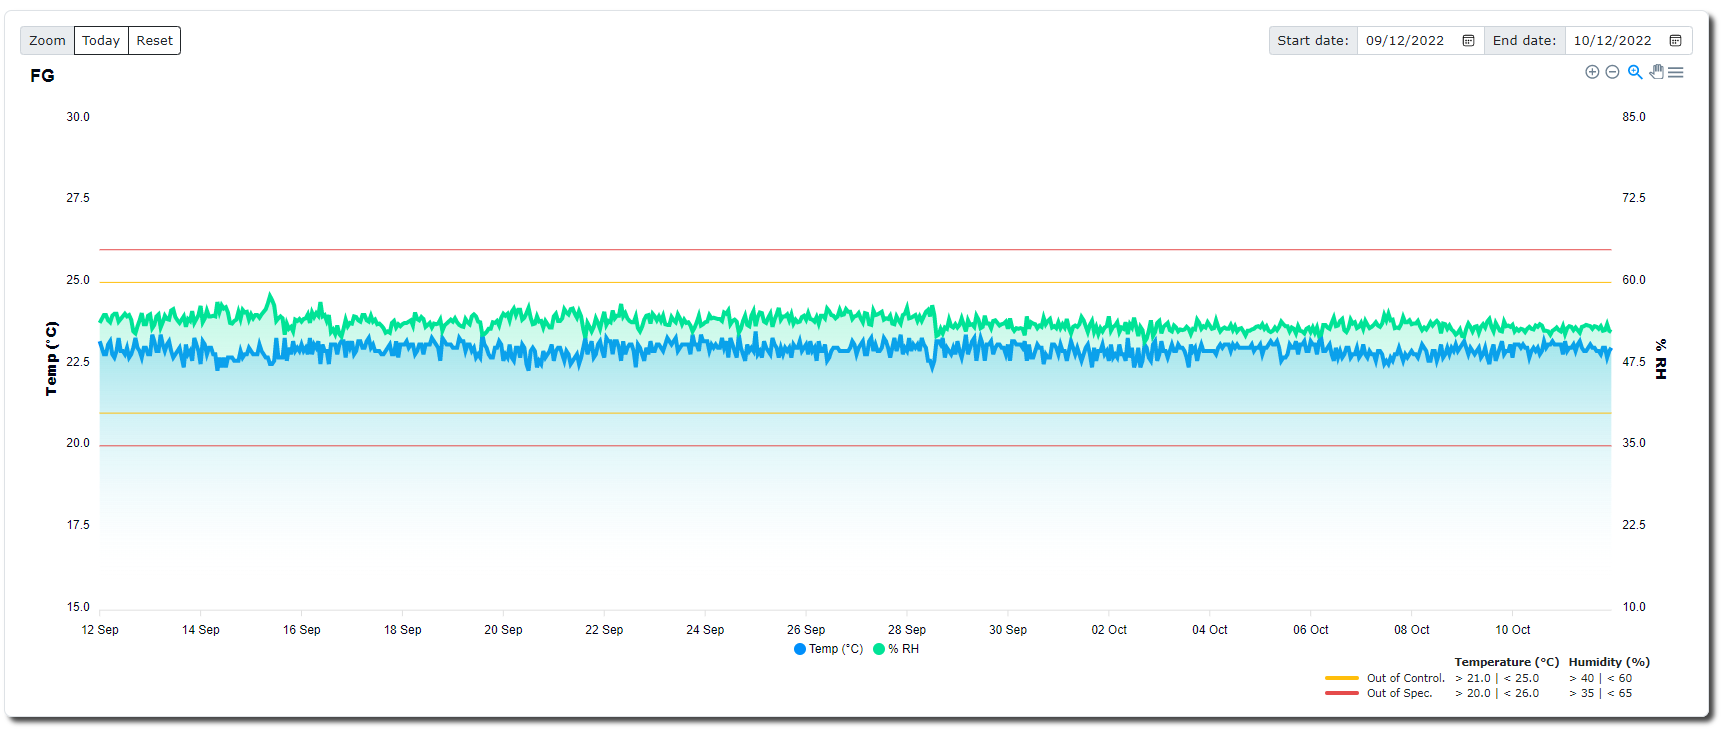 Zoom Today Reset Start date: 09/12/2022 End date: 10/12/2022
FG
30.0 85.0
27.5 72.5
25.0 60.0
22.5 47.5
20.0 35.0
17.5 22.5
15.0 10.0
Temp (°C)
% RH
12 Sep 14 Sep 16 Sep 18 Sep 20 Sep 22 Sep 24 Sep 26 Sep 28 Sep 30 Sep 02 Oct 04 Oct 06 Oct 08 Oct 10 Oct
Temp (°C) % RH
Temperature (°C) Humidity (%)
Out of Control. > 21.0 | < 25.0 > 40 | < 60
Out of Spec. > 20.0 | < 26.0 > 35 | < 65